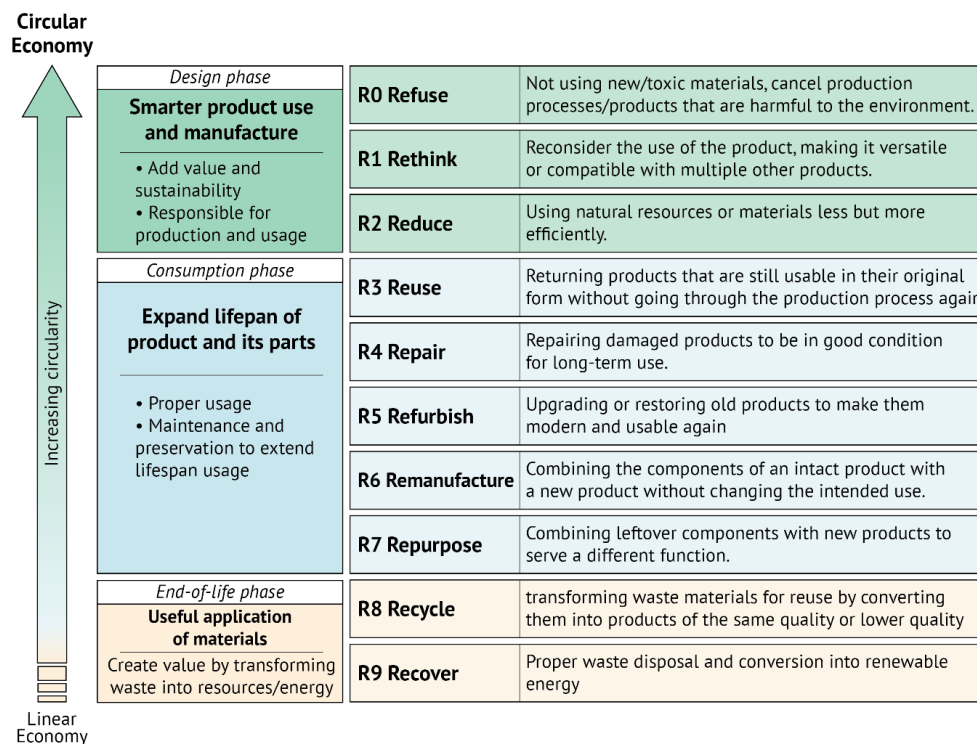 Circular
Economy
Increasing circularity
Linear
Economy
Design phase
Smarter product use
and manufacture
• Add value and
sustainability
• Responsible for
production and usage
R0 Refuse
Not using new/toxic materials, cancel production
processes/products that are harmful to the environment.
R1 Rethink
Reconsider the use of the product, making it versatile
or compatible with multiple other products.
R2 Reduce
Using natural resources or materials less but more
efficiently.
Consumption phase
Expand lifepan of
product and its parts
• Proper usage
• Maintenance and
preservation to extend
lifespan usage
R3 Reuse
Returning products that are still usable in their original
form without going through the production process again
R4 Repair
Repairing damaged products to be in good condition
for long-term use.
R5 Refurbish
Upgrading or restoring old products to make them
modern and usable again
R6 Remanufacture
Combining the components of an intact product with
a new product without changing the intended use.
R7 Repurpose
Combining leftover components with new products to
serve a different function.
End-of-life phase
Useful application
of materials
Create value by transforming
waste into resources/energy
R8 Recycle
transforming waste materials for reuse by converting
them into products of the same quality or lower quality
R9 Recover
Proper waste disposal and conversion into renewable
energy